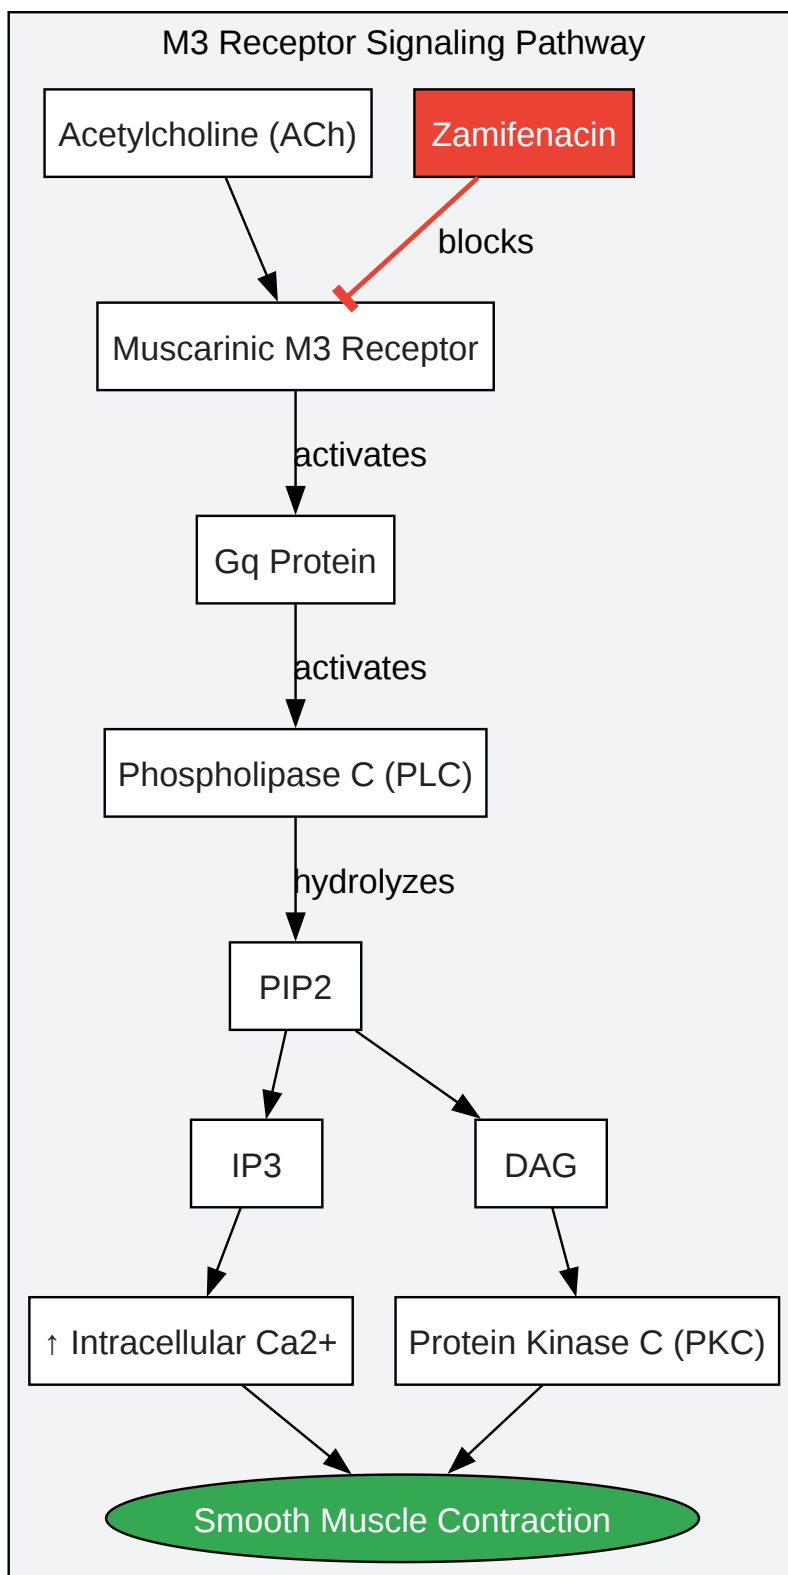 M3 Receptor Signaling Pathway
Acetylcholine (ACh)
Zamifenacin
blocks
Muscarinic M3 Receptor
activates
Gq Protein
activates
Phospholipase C (PLC)
hydrolyzes
PIP2
IP3
DAG
↑ Intracellular Ca2+
Protein Kinase C (PKC)
Smooth Muscle Contraction